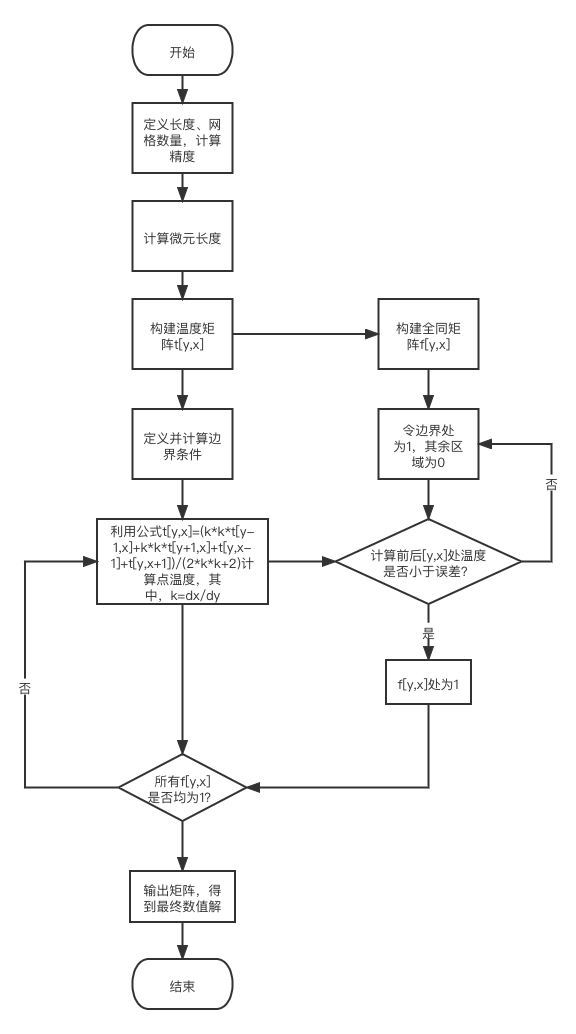 开始
定义长度、网
格数量，计算
精度
计算微元长度
构建温度矩
阵t[y,x]
构建全同矩
阵f[y,x]
定义并计算边
界条件
令边界处
为1，其余区
域为0
否
利用公式t[y,x]=(k*k*t[y-
1,x]+k*k*t[y+1,x]+t[y,x-
1]+t[y,x+1])/(2*k*k+2)计
算点温度，其
中，k=dx/dy
计算前后[y,x]处温度
是否小于误差?
是
f[y,x]处为1
否
所有f[y,x]
是否均为1?
输出矩阵，得
到最终数值解
结束